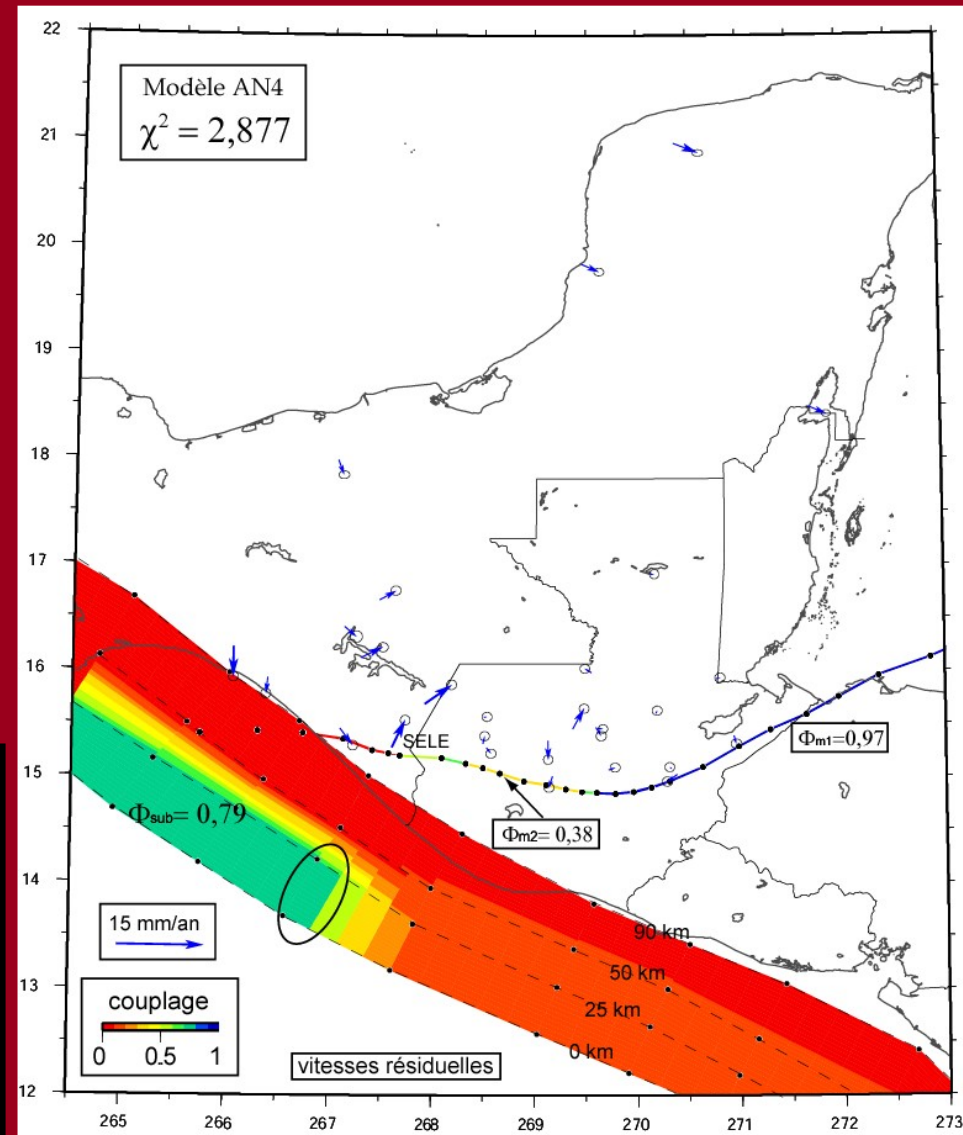 22
21
20
19
18
17
16
15
14
13
12
Modèle AN4
χ² = 2,877
SELE
Φm1=0,97
Φm2= 0,38
Φsub= 0,79
15 mm/an
90 km
50 km
25 km
0 km
couplage
0 0.5 1
vitesses résiduelles
265 266 267 268 269 270 271 272 273